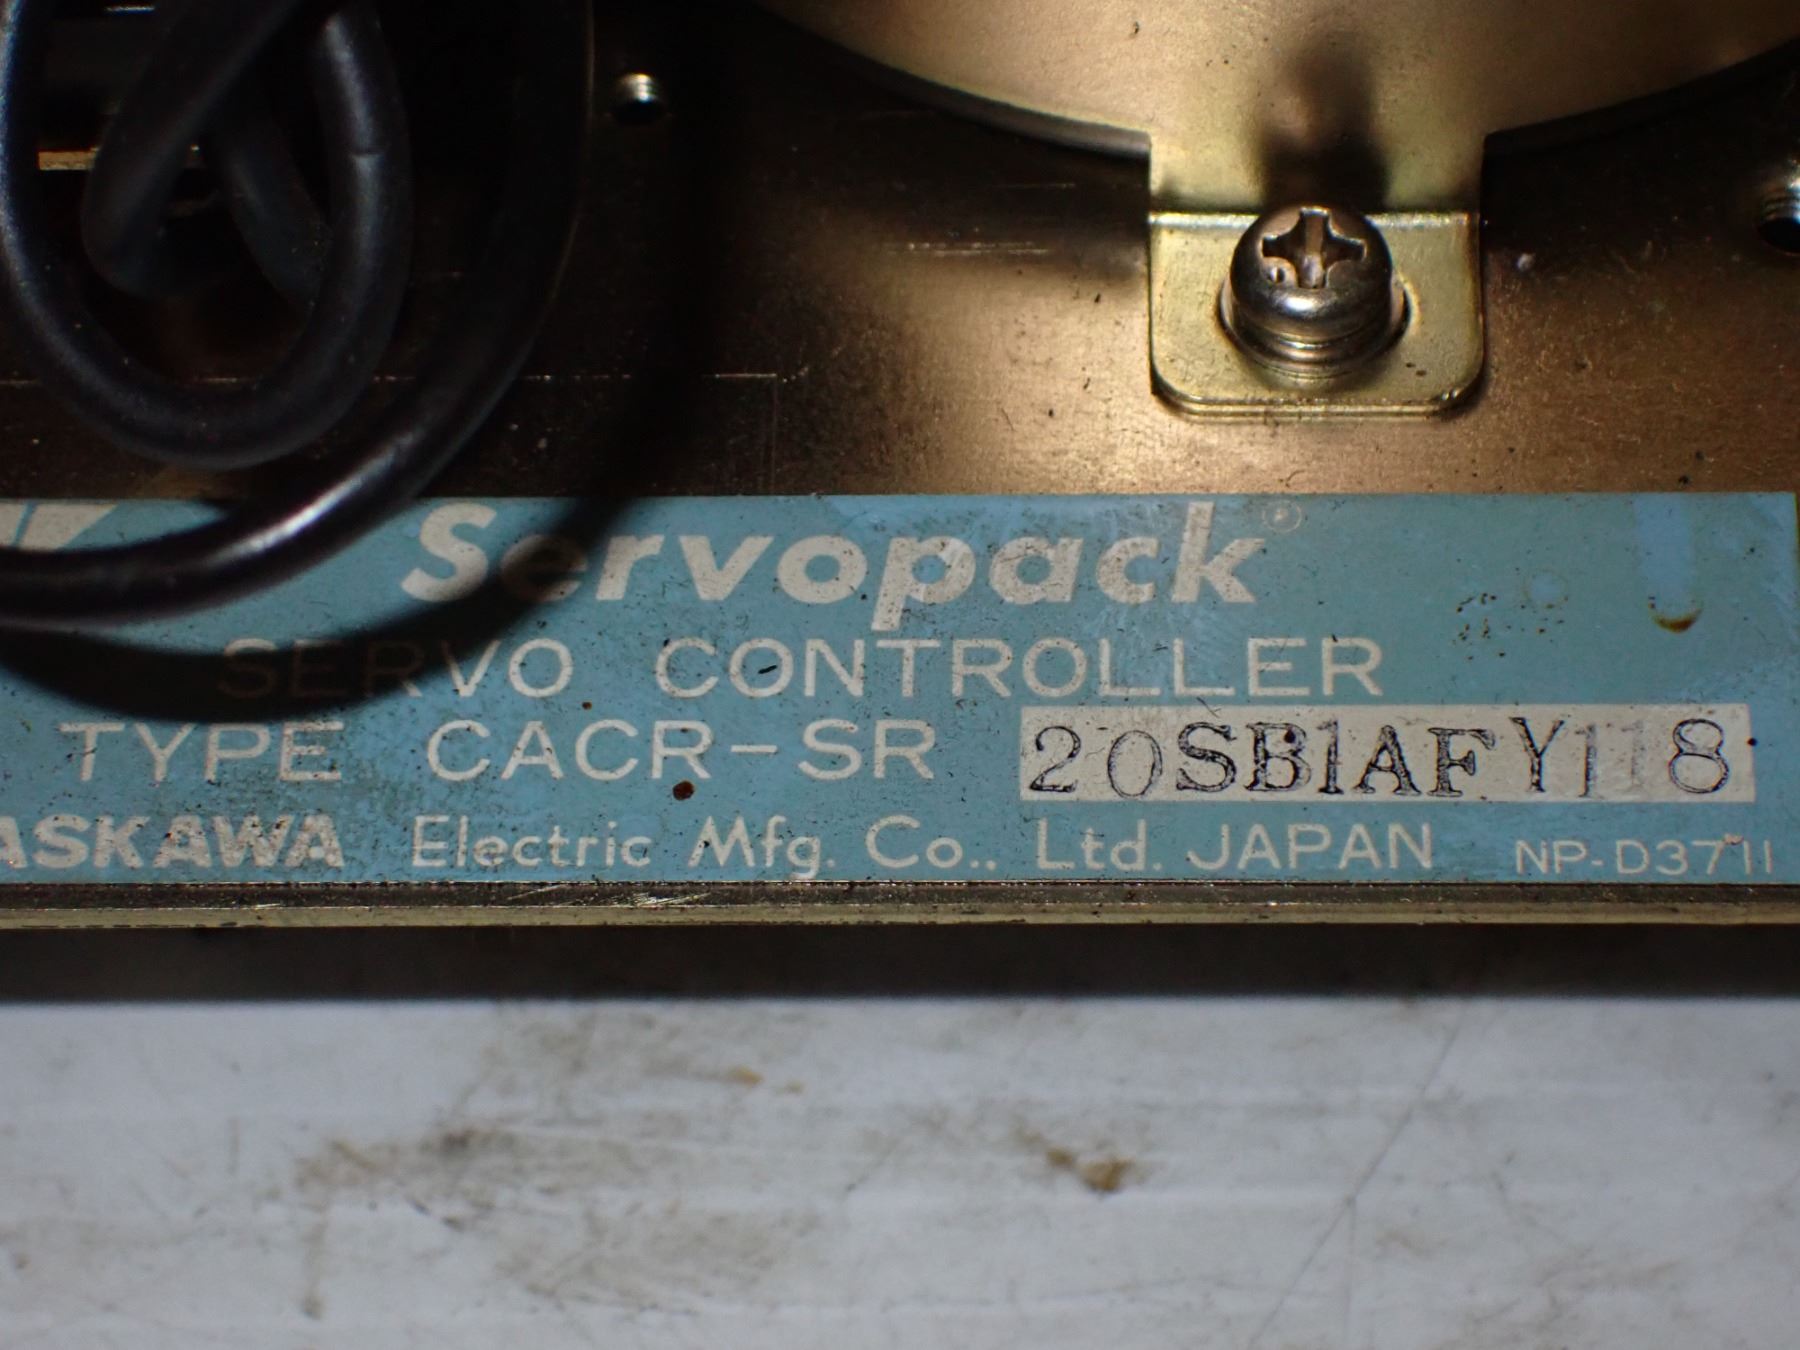 Servopack®
SERVO CONTROLLER
TYPE CACR-SR 20SB1AFY118
ASKAWA Electric Mfg. Co.. Ltd. JAPAN NP-D3711